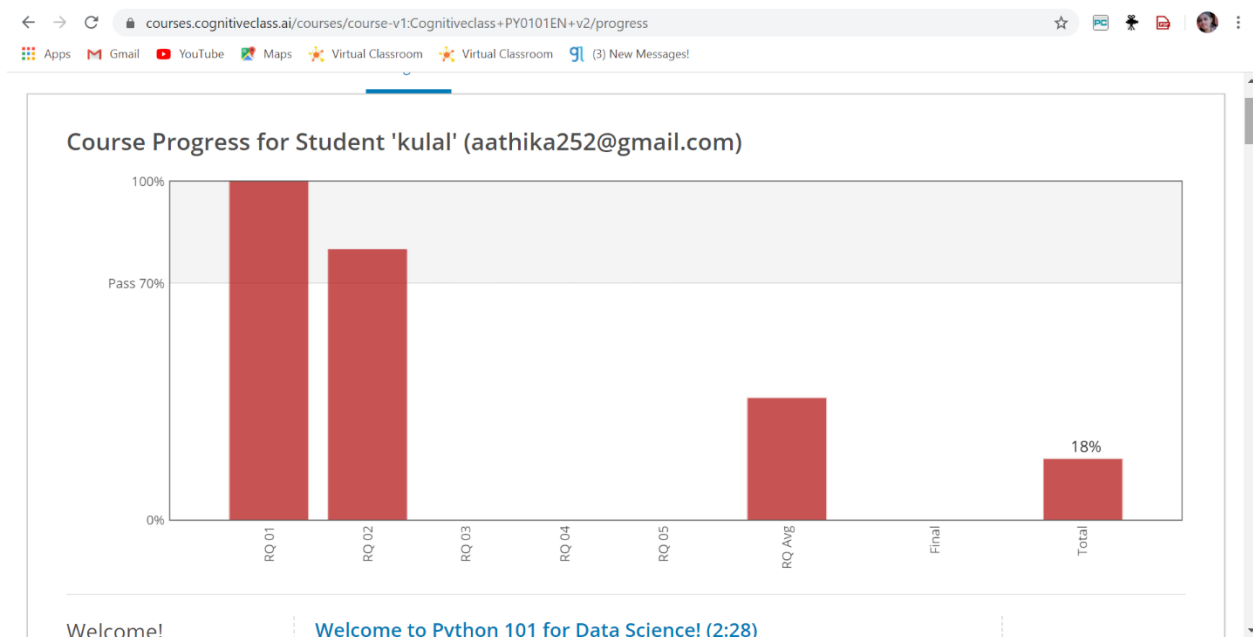 courses.cognitiveclass.ai/courses/course-v1:Cognitiveclass+PY0101EN+v2/progress
PC
Apps Gmail YouTube Maps Virtual Classroom Virtual Classroom gl (3) New Messages!
Course Progress for Student 'kulal' (aathika252@gmail.com)
100%
Pass 70%
18%
0%
RQ 01 RQ 02 RQ 03 RQ 04 RQ 05 RQ Avg Final Total
Welcome! Welcome to Python 101 for Data Science! (2:28)